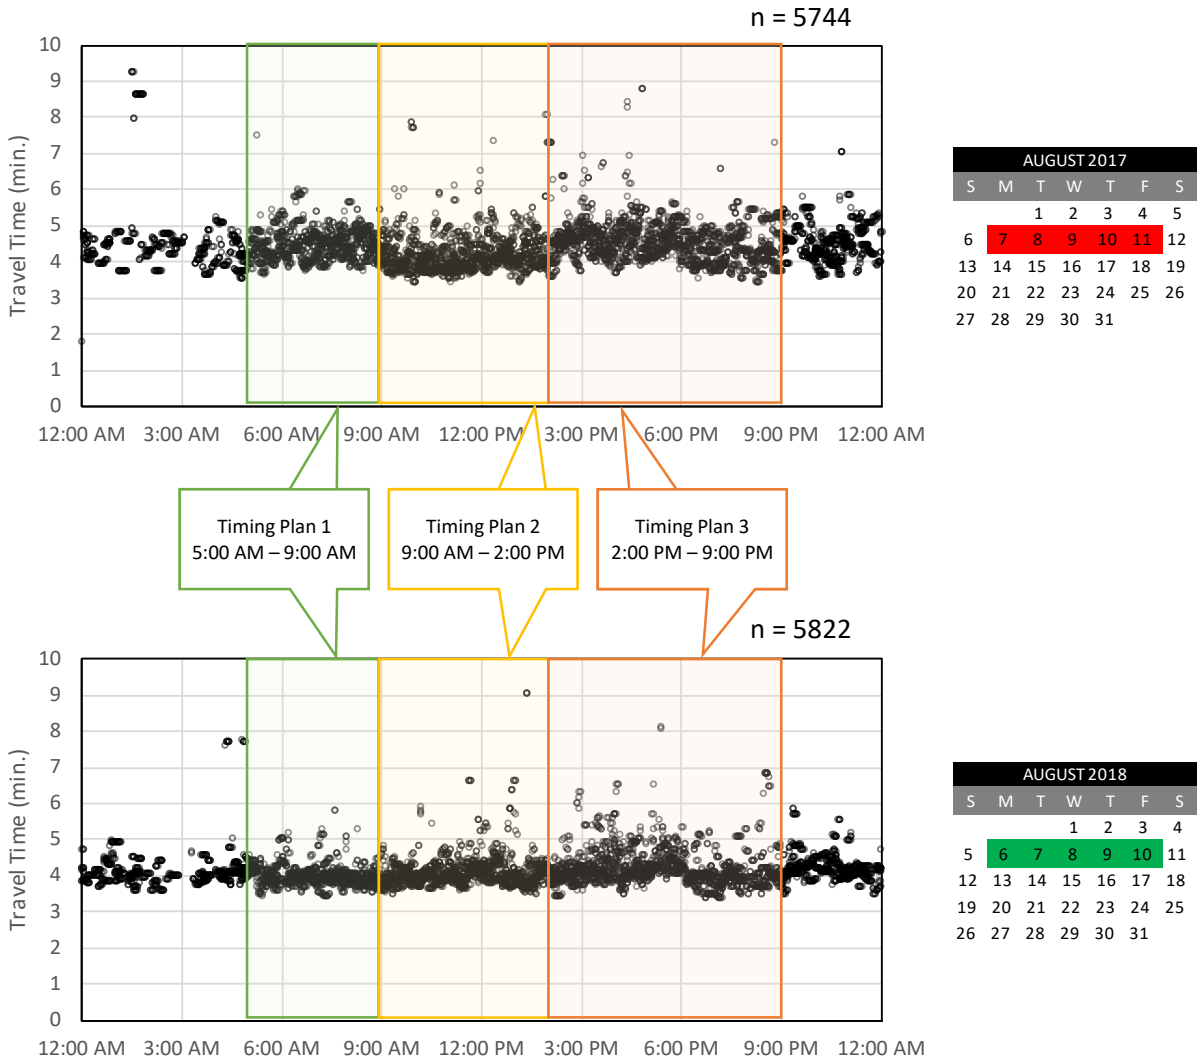 n = 5744
10
9
8
7
6
5
4
3
2
1
0
Travel Time (min.)
12:00 AM 3:00 AM 6:00 AM 9:00 AM 12:00 PM 3:00 PM 6:00 PM 9:00 PM 12:00 AM
AUGUST 2017
S M T W T F S
1 2 3 4 5
6 7 8 9 10 11 12
13 14 15 16 17 18 19
20 21 22 23 24 25 26
27 28 29 30 31
Timing Plan 1
5:00 AM – 9:00 AM
Timing Plan 2
9:00 AM – 2:00 PM
Timing Plan 3
2:00 PM – 9:00 PM
n = 5822
10
9
8
7
6
5
4
3
2
1
0
Travel Time (min.)
12:00 AM 3:00 AM 6:00 AM 9:00 AM 12:00 PM 3:00 PM 6:00 PM 9:00 PM 12:00 AM
AUGUST 2018
S M T W T F S
1 2 3 4
5 6 7 8 9 10 11
12 13 14 15 16 17 18
19 20 21 22 23 24 25
26 27 28 29 30 31